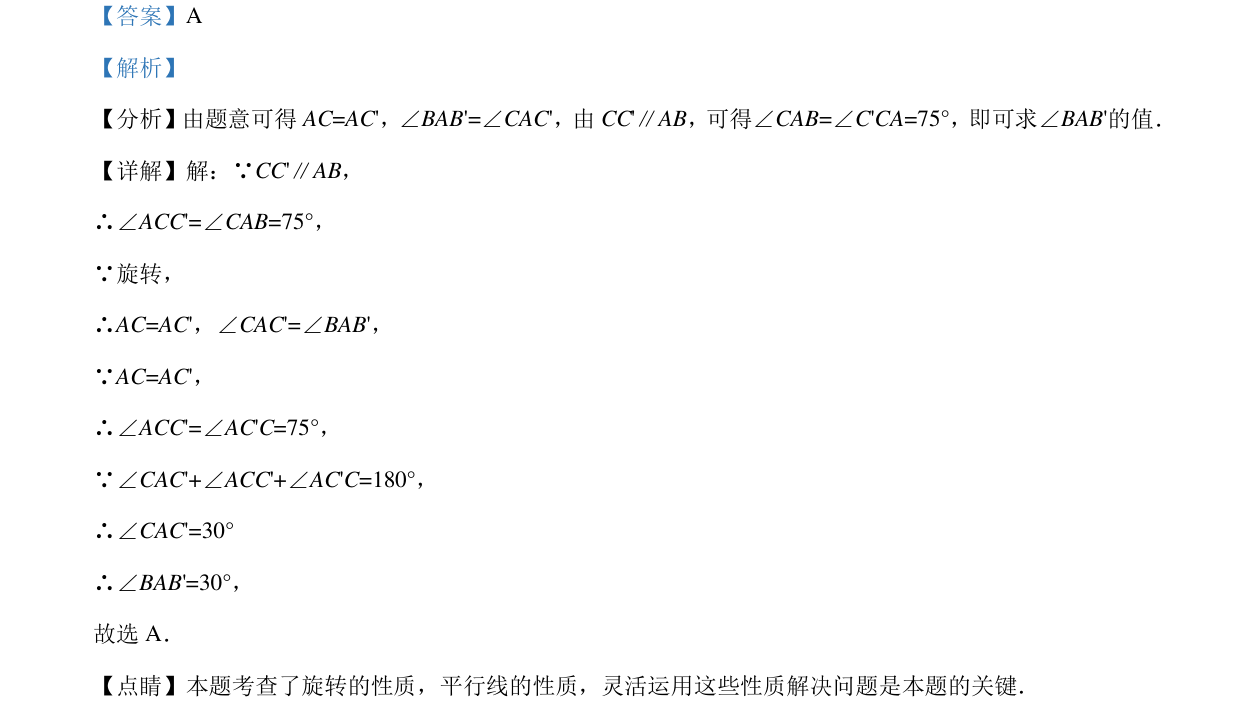 【答案】A
【解析】
【分析】由题意可得 AC=AC'，∠BAB'=∠CAC'，由 CC'∥AB，可得∠CAB=∠C'CA=75°，即可求∠BAB'的值．
【详解】解：∵CC'∥AB，
∴∠ACC'=∠CAB=75°，
∵旋转，
∴AC=AC'，∠CAC'=∠BAB'，
∵AC=AC'，
∴∠ACC'=∠AC'C=75°，
∵∠CAC'+∠ACC'+∠AC'C=180°，
∴∠CAC'=30°
∴∠BAB'=30°，
故选 A．
【点睛】本题考查了旋转的性质，平行线的性质，灵活运用这些性质解决问题是本题的关键．